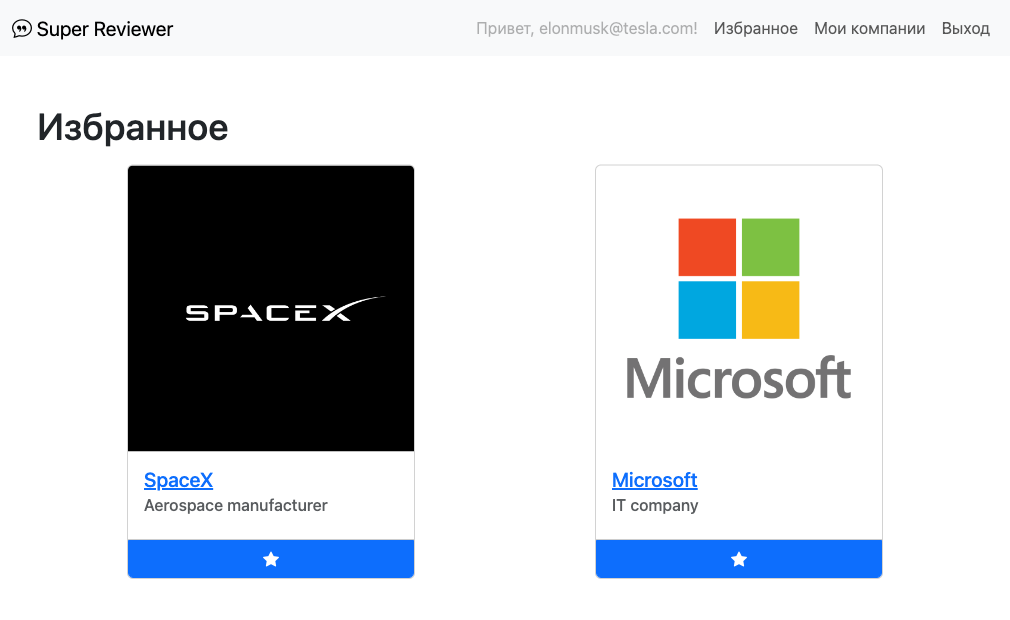 Super Reviewer
Привет, elonmusk@tesla.com! Избранное Мои компании Выход
Избранное
SPACEX
Microsoft
SpaceX
Aerospace manufacturer
Microsoft
IT company